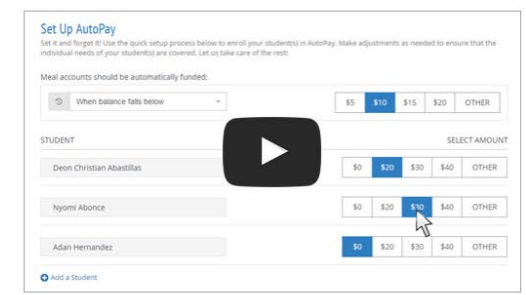 Set Up AutoPay
Set it and forget it! Use the quick setup process below to enroll your student(s) in AutoPay. Make adjustments as needed to ensure that the
individual needs of your student(s) are covered. Let us take care of the rest!
Meal accounts should be automatically funded:
When balance falls below $5 $10 $15 $20 OTHER
STUDENT SELECT AMOUNT
Deon Christian Abastillas $0 $20 $30 $40 OTHER
Nyomi Abonce $0 $20 $30 $40 OTHER
Adan Hernandez $0 $20 $30 $40 OTHER
Add a Student